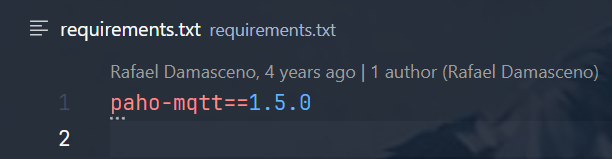 requirements.txt requirements.txt
Rafael Damasceno, 4 years ago | 1 author (Rafael Damasceno)
1 paho-mqtt==1.5.0
2